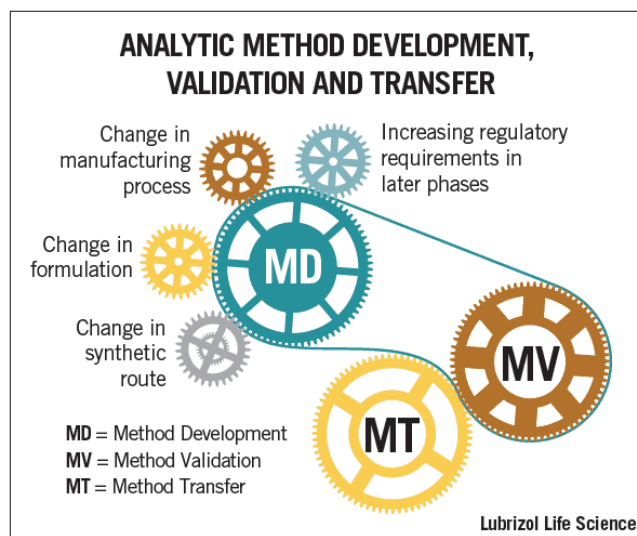 ANALYTIC METHOD DEVELOPMENT,
VALIDATION AND TRANSFER
Change in
manufacturing
process
Increasing regulatory
requirements in
later phases
Change in
formulation
MD
Change in
synthetic
route
MV
MT
MD = Method Development
MV = Method Validation
MT = Method Transfer
Lubrizol Life Science